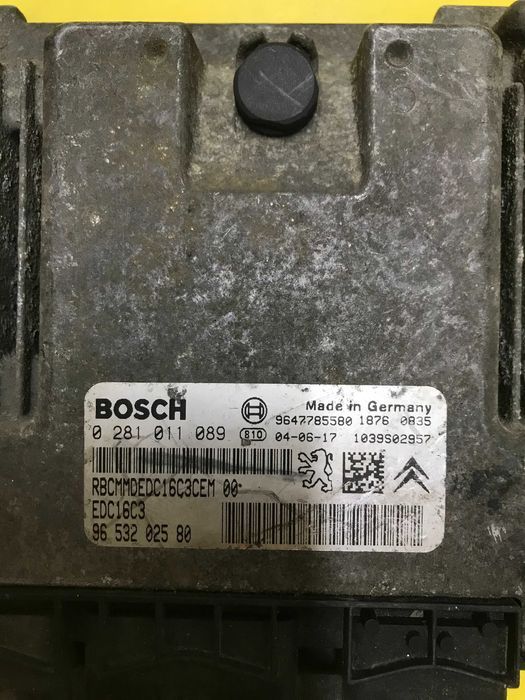 BOSCH
Made in Germany
9647785580 1876 0835
0 281 011 089 810 04-06-17 1039S02957
RBCMMDEDC16C3CEM 00
EDC16C3
96 532 025 80